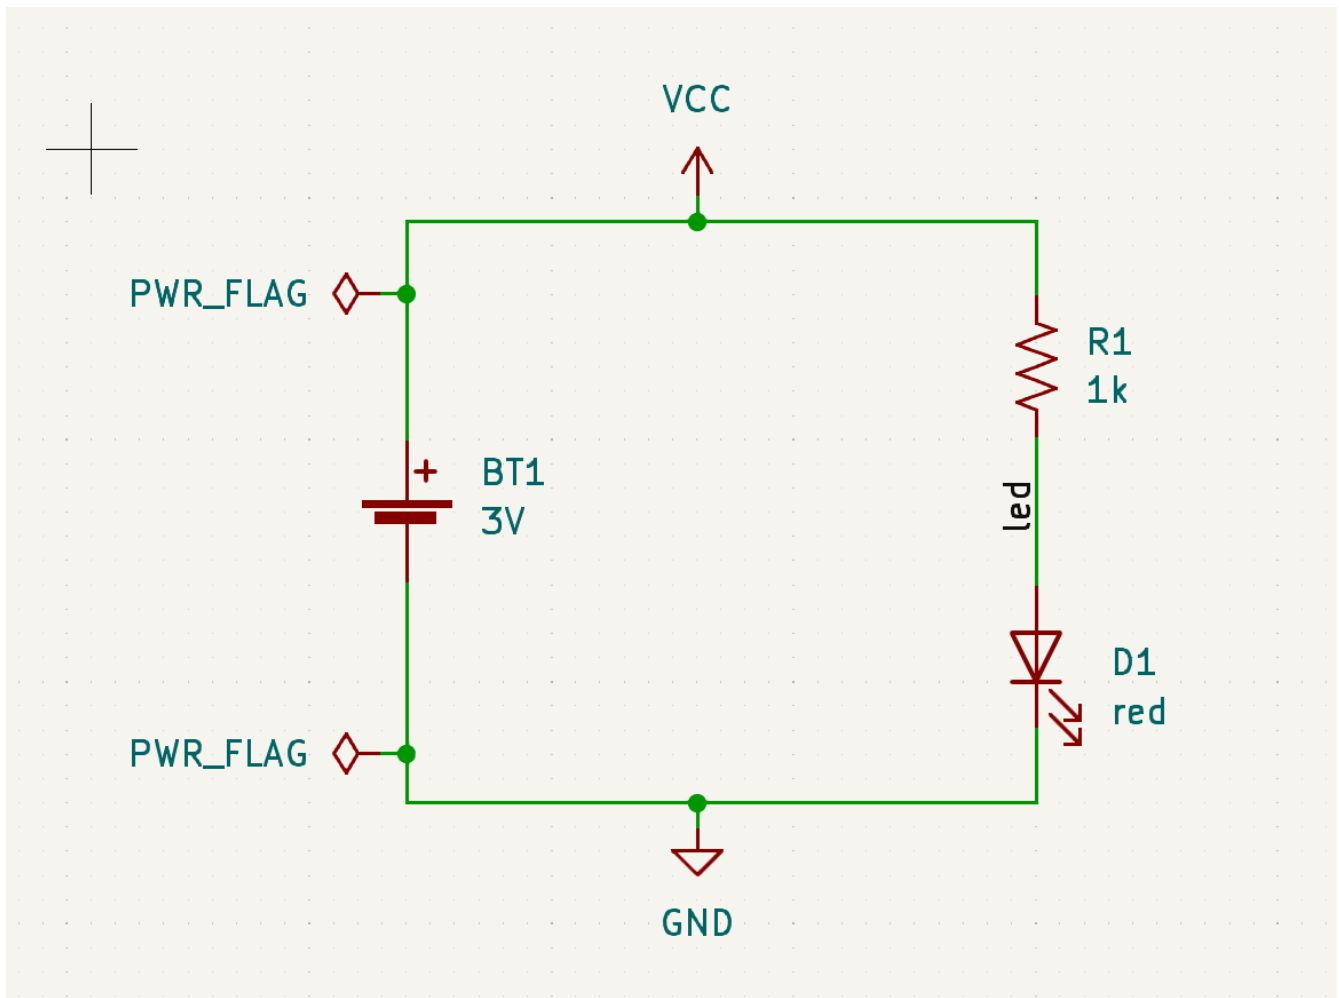 VCC
PWR_FLAG
R1
1k
+
BT1
3V
led
D1
red
PWR_FLAG
GND